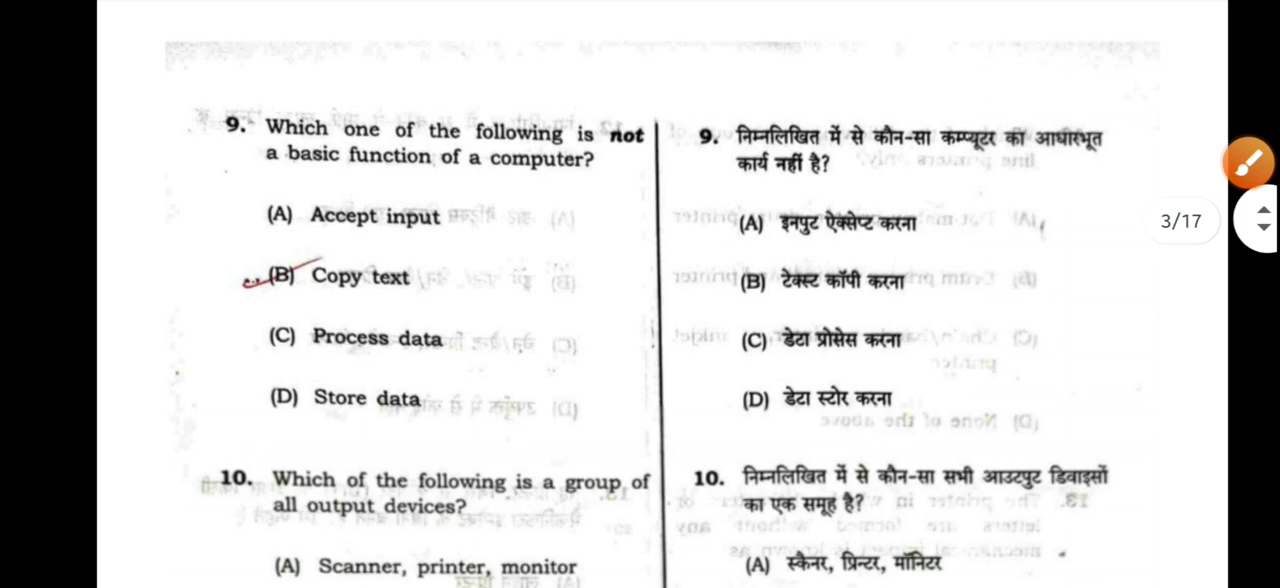 9. Which one of the following is not
a basic function of a computer?
(A) Accept input
(B) Copy text
(C) Process data
(D) Store data
10. Which of the following is a group of
all output devices?
(A) Scanner, printer, monitor
9. निम्नलिखित में से कौन-सा कम्प्यूटर का आधारभूत
कार्य नहीं है?
(A) इनपुट ऐक्सेप्ट करना
(B) टेक्स्ट कॉपी करना
(C) डेटा प्रोसेस करना
(D) डेटा स्टोर करना
10. निम्नलिखित में से कौन-सा सभी आउटपुट डिवाइसों
का एक समूह है?
(A) स्कैनर, प्रिन्टर, मॉनिटर
3/17